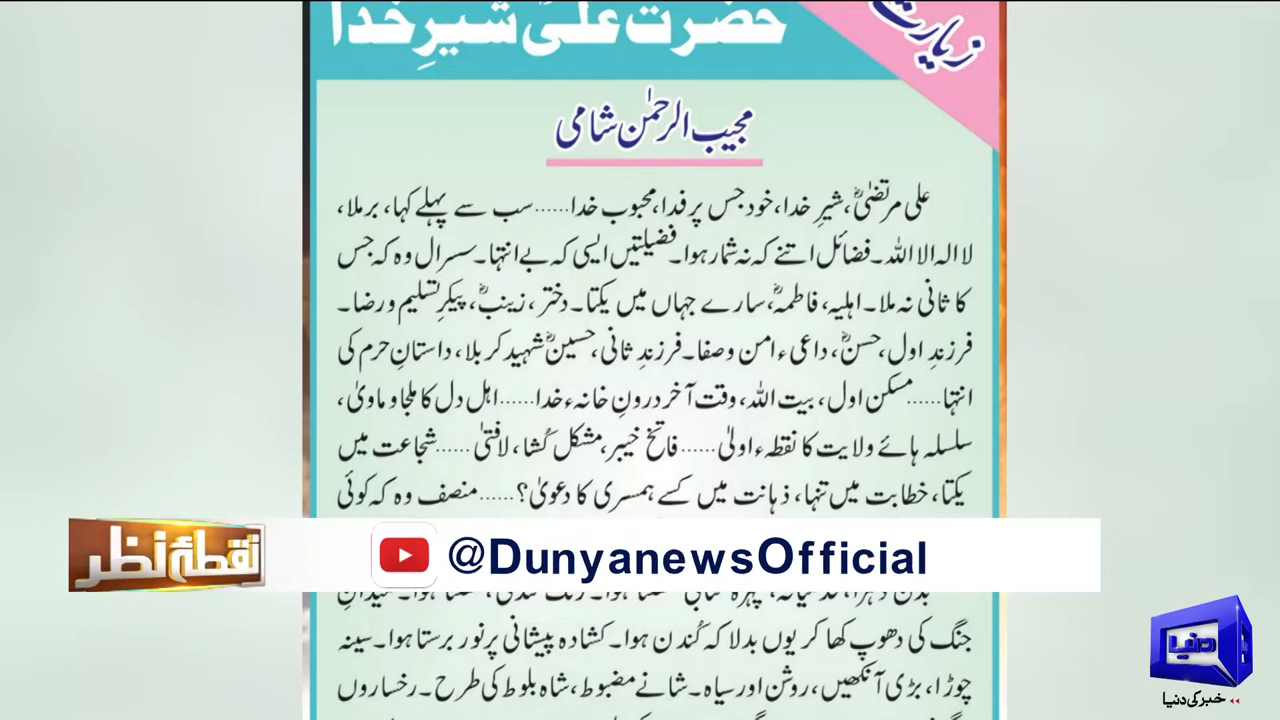 حضرت علیؓ شیرِ خدا
زیارت
مجیب الرحمٰن شامی
علی مرتضیٰؓ، شیرِ خدا، خود جس پر فدا، محبوب خدا...... سب سے پہلے کہا، برملا،
لا الہ الا اللہ۔ فضائل اتنے کہ نہ شمار ہوا۔ فضیلتیں ایسی کہ بے انتہا۔ سسرال وہ کہ جس
کا ثانی نہ ملا۔ اہلیہ، فاطمہؓ، سارے جہاں میں یکتا۔ دختر، زینبؓ، پیکرِ تسلیم و رضا۔
فرزندِ اول، حسنؓ، داعیٔ امن و صفا۔ فرزندِ ثانی، حسینؓ شہید کربلا، داستانِ حرم کی
انتہا...... مسکن اول، بیت اللہ، وقت آخر درونِ خانۂ خدا...... اہل دل کا ملجا و ماویٰ،
سلسلہ ہائے ولایت کا نقطۂ اولیٰ...... فاتح خیبر، مشکل کُشا، لافتیٰ...... شجاعت میں
یکتا، خطابت میں تنہا، ذہانت میں کسے ہمسری کا دعویٰ؟...... منصف وہ کہ کوئی
نقطۂ نظر
@DunyanewsOfficial
جنگ کی دھوپ کھا کر یوں بدلا کہ کُندن ہوا۔ کشادہ پیشانی پر نور برستا ہوا۔ سینہ
چوڑا، بڑی آنکھیں، روشن اور سیاہ۔ شانے مضبوط، شاہ بلوط کی طرح۔ رخساروں
دنیا
خبر کی دنیا